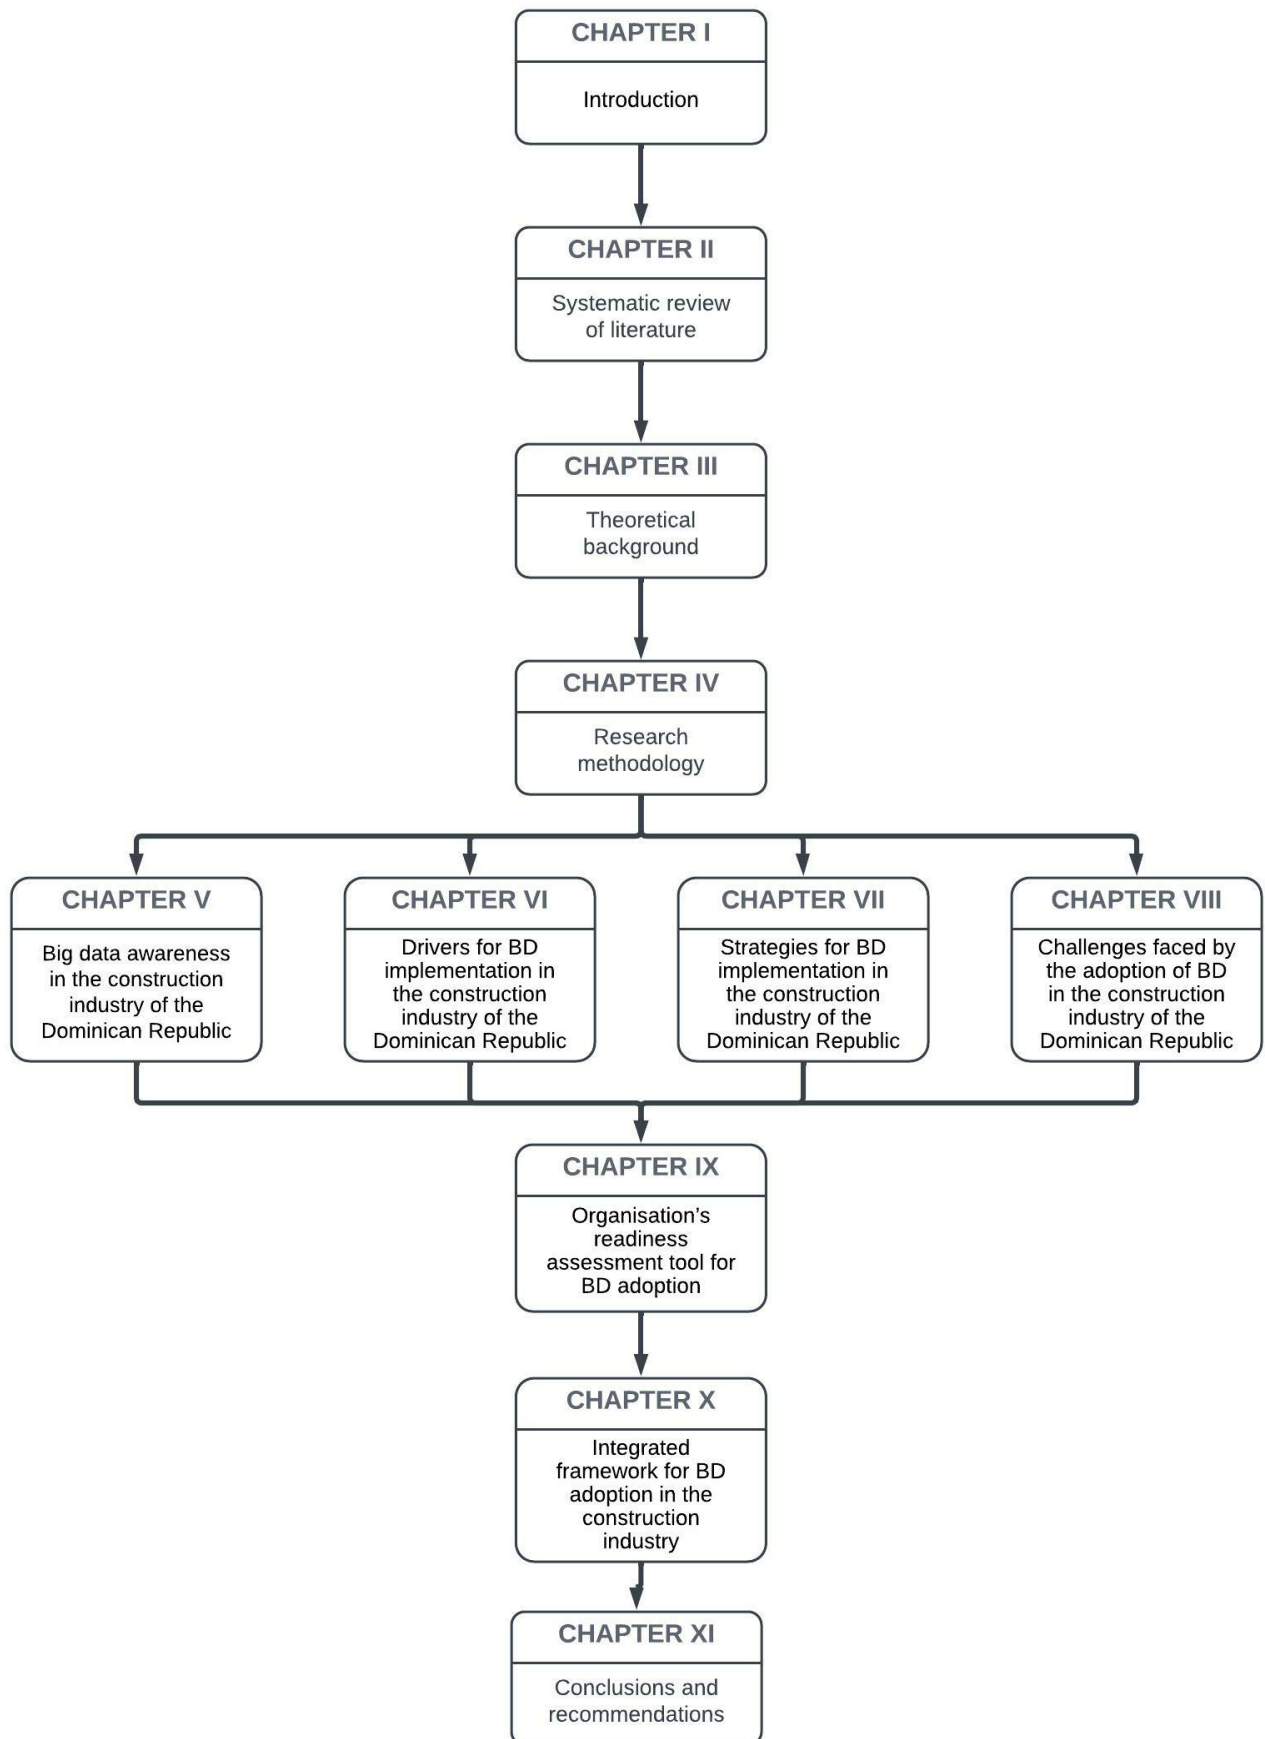 CHAPTER I
Introduction
CHAPTER II
Systematic review
of literature
CHAPTER III
Theoretical
background
CHAPTER IV
Research
methodology
CHAPTER V
Big data awareness
in the construction
industry of the
Dominican Republic
CHAPTER VI
Drivers for BD
implementation in
the construction
industry of the
Dominican Republic
CHAPTER VII
Strategies for BD
implementation in
the construction
industry of the
Dominican Republic
CHAPTER VIII
Challenges faced by
the adoption of BD
in the construction
industry of the
Dominican Republic
CHAPTER IX
Organisation’s
readiness
assessment tool for
BD adoption
CHAPTER X
Integrated
framework for BD
adoption in the
construction
industry
CHAPTER XI
Conclusions and
recommendations